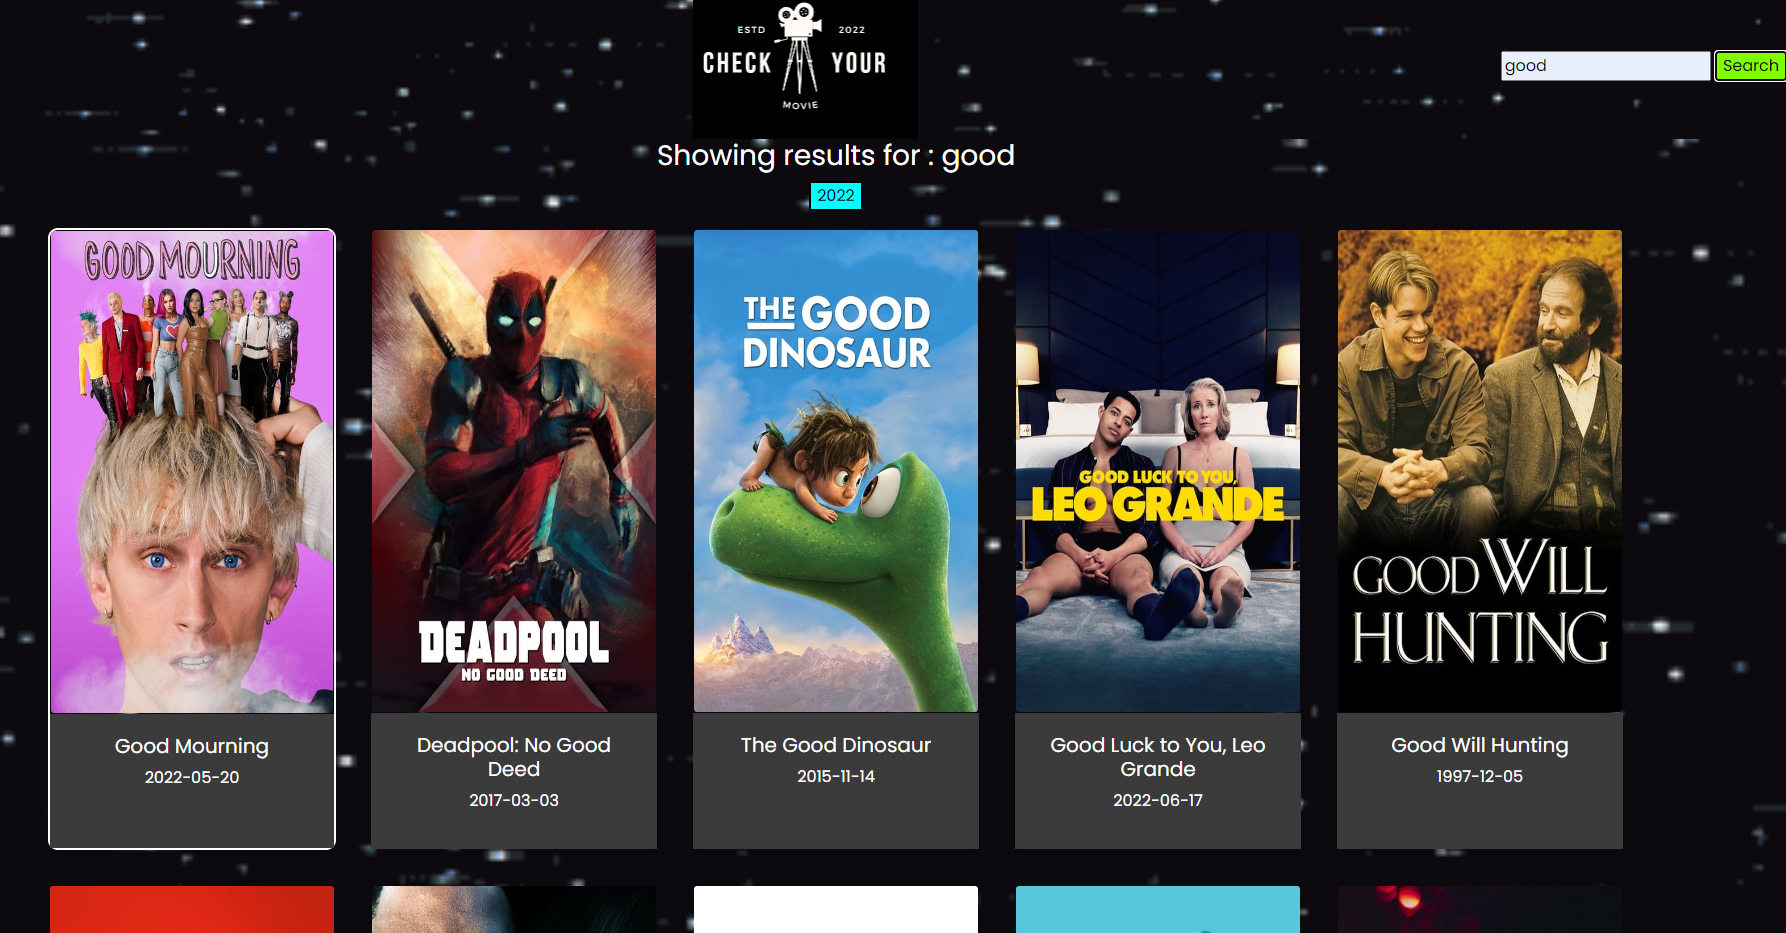 ESTD 2022
CHECK YOUR
MOVIE
good
Search
Showing results for : good
2022
GOOD MOURNING
DEADPOOL
NO GOOD DEED
THE GOOD
DINOSAUR
GOOD LUCK TO YOU,
LEO GRANDE
GOOD WILL
HUNTING
Good Mourning
2022-05-20
Deadpool: No Good
Deed
2017-03-03
The Good Dinosaur
2015-11-14
Good Luck to You, Leo
Grande
2022-06-17
Good Will Hunting
1997-12-05